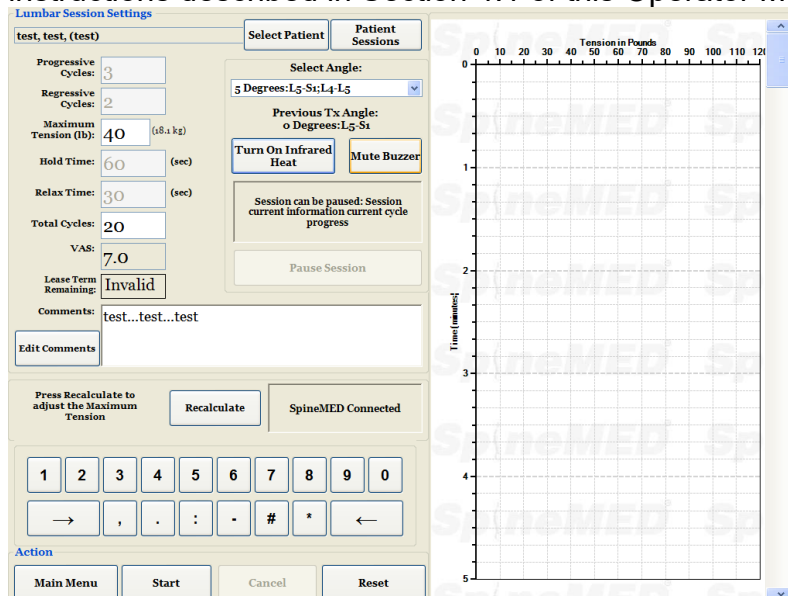 Lumbar Session Settings
test, test, (test)
Select Patient
Patient
Sessions
Progressive
Cycles:
3
Regressive
Cycles:
2
Maximum
Tension (lb):
40
(18.1 kg)
Hold Time:
60
(sec)
Relax Time:
30
(sec)
Total Cycles:
20
VAS:
7.0
Lease Term
Remaining:
Invalid
Select Angle:
5 Degrees:L5-S1;L4-L5
Previous Tx Angle:
0 Degrees:L5-S1
Turn On Infrared
Heat
Mute Buzzer
Session can be paused: Session
current information current cycle
progress
Pause Session
Comments:
test...test...test
Edit Comments
Press Recalculate to
adjust the Maximum
Tension
Recalculate
SpineMED Connected
1 2 3 4 5 6 7 8 9 0
→ , . : - # * ←
Action
Main Menu
Start
Cancel
Reset
Tension in Pounds
0 10 20 30 40 50 60 70 80 90 100 110
0
1
2
3
4
5
Time (minutes)
SpineMED
SpineMED
SpineMED
SpineMED
SpineMED